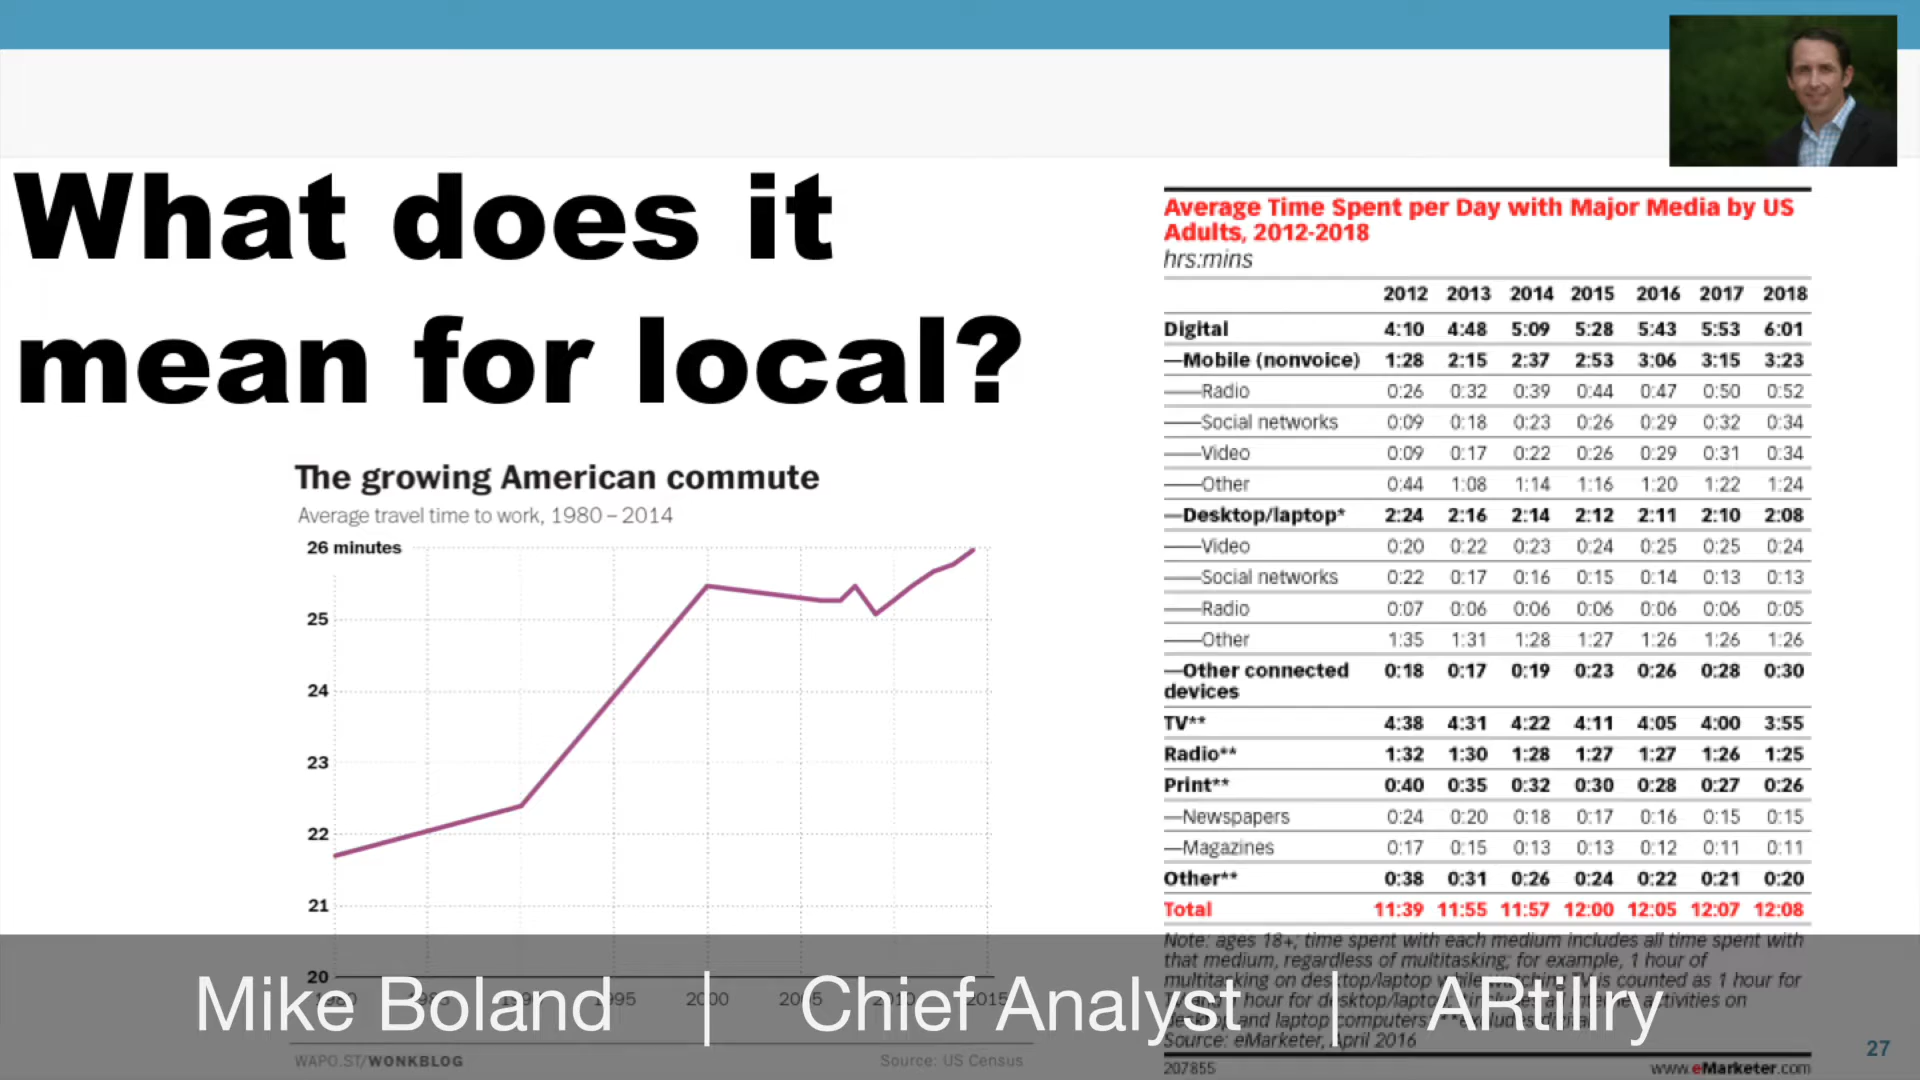 What does it
mean for local?
The growing American commute
Average travel time to work, 1980 – 2014
26 minutes
25
24
23
22
21
20
2000
2015
WAPO.ST/WONKBLOG
Source: US Census
Average Time Spent per Day with Major Media by US
Adults, 2012-2018
hrs:mins
2012 2013 2014 2015 2016 2017 2018
Digital 4:10 4:48 5:09 5:28 5:43 5:53 6:01
—Mobile (nonvoice) 1:28 2:15 2:37 2:53 3:06 3:15 3:23
——Radio 0:26 0:32 0:39 0:44 0:47 0:50 0:52
——Social networks 0:09 0:18 0:23 0:26 0:29 0:32 0:34
——Video 0:09 0:17 0:22 0:26 0:29 0:31 0:34
——Other 0:44 1:08 1:14 1:16 1:20 1:22 1:24
—Desktop/laptop* 2:24 2:16 2:14 2:12 2:11 2:10 2:08
——Video 0:20 0:22 0:23 0:24 0:25 0:25 0:24
——Social networks 0:22 0:17 0:16 0:15 0:14 0:13 0:13
——Radio 0:07 0:06 0:06 0:06 0:06 0:06 0:05
——Other 1:35 1:31 1:28 1:27 1:26 1:26 1:26
—Other connected 0:18 0:17 0:19 0:23 0:26 0:28 0:30
devices
TV** 4:38 4:31 4:22 4:11 4:05 4:00 3:55
Radio** 1:32 1:30 1:28 1:27 1:27 1:26 1:25
Print** 0:40 0:35 0:32 0:30 0:28 0:27 0:26
—Newspapers 0:24 0:20 0:18 0:17 0:16 0:15 0:15
—Magazines 0:17 0:15 0:13 0:13 0:12 0:11 0:11
Other** 0:38 0:31 0:26 0:24 0:22 0:21 0:20
Total 11:39 11:55 11:57 12:00 12:05 12:07 12:08
Note: ages 18+; time spent with each medium includes all time spent with
that medium, regardless of multitasking; for example, 1 hour of
multitasking on desktop/laptop while watching TV is counted as 1 hour for
hour for desktop/laptop; activities on
and laptop computers;
Source: eMarketer, April 2016
207855
www.eMarketer.com
Mike Boland | Chief Analyst | ARtillry
27